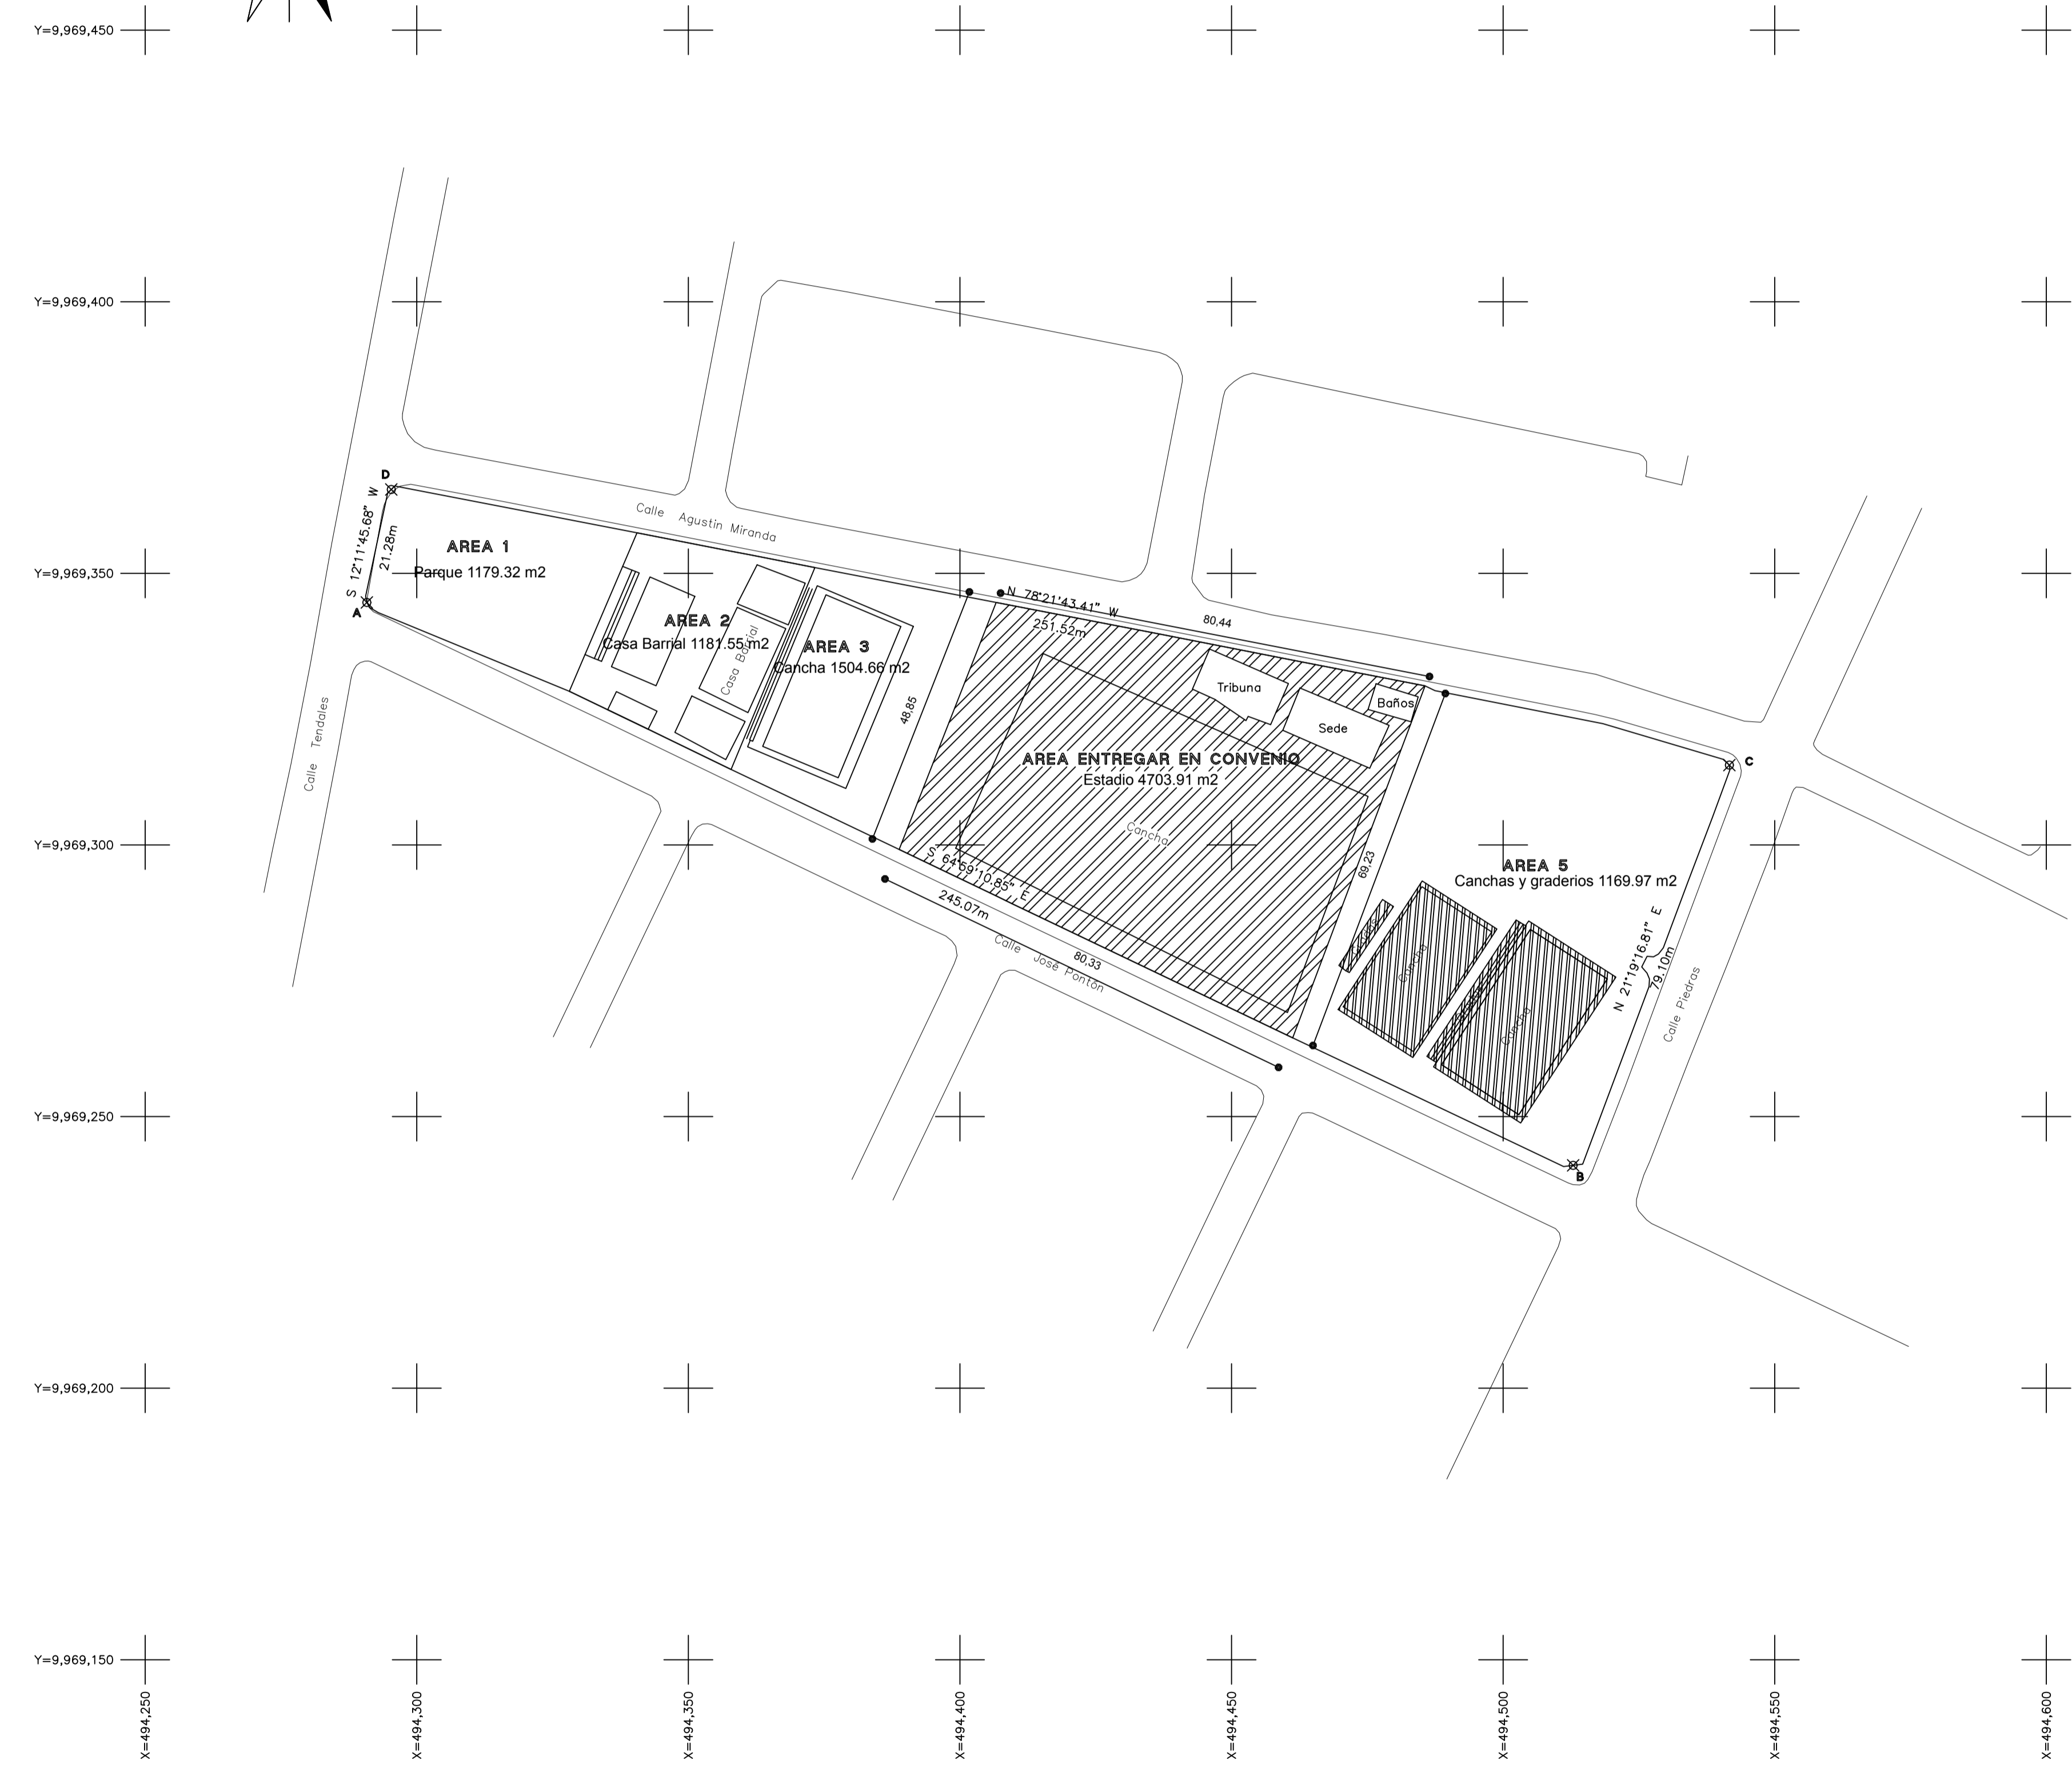 Y=9,969,450
Y=9,969,400
Y=9,969,350
Y=9,969,300
Y=9,969,250
Y=9,969,200
Y=9,969,150
X=494,250
X=494,300
X=494,350
X=494,400
X=494,450
X=494,500
X=494,550
X=494,600
D
A
S 12°11'45.68" W
21.28m
AREA 1
Parque 1179.32 m2
Calle Agustin Miranda
AREA 2
Casa Barrial 1181.55 m2
Casa Barrial
AREA 3
Cancha 1504.66 m2
48,85
N 78°21'43.41" W
251.52m
80,44
Tribuna
Sede
Baños
AREA ENTREGAR EN CONVENIO
Estadio 4703.91 m2
Cancha
69,23
S 64°59'10.85" E
245.07m
80,33
Calle José Pontón
C
AREA 5
Canchas y graderios 1169.97 m2
Cancha
Cancha
N 21°19'16.81" E
79.10m
Calle Piedras
B
Calle Tendales